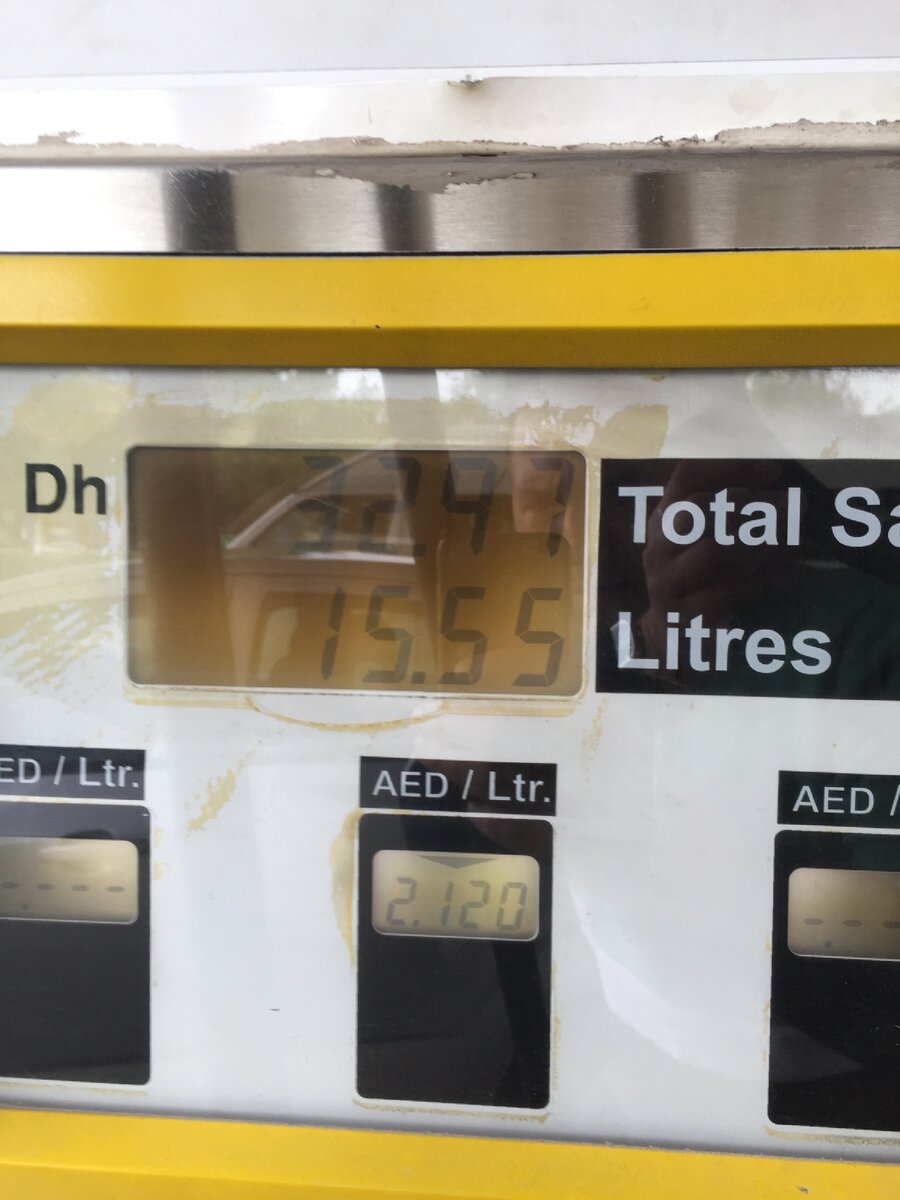 Dh 32.97 Total Sa
15.55 Litres
ED / Ltr. AED / Ltr. AED /
---- 2.120 --